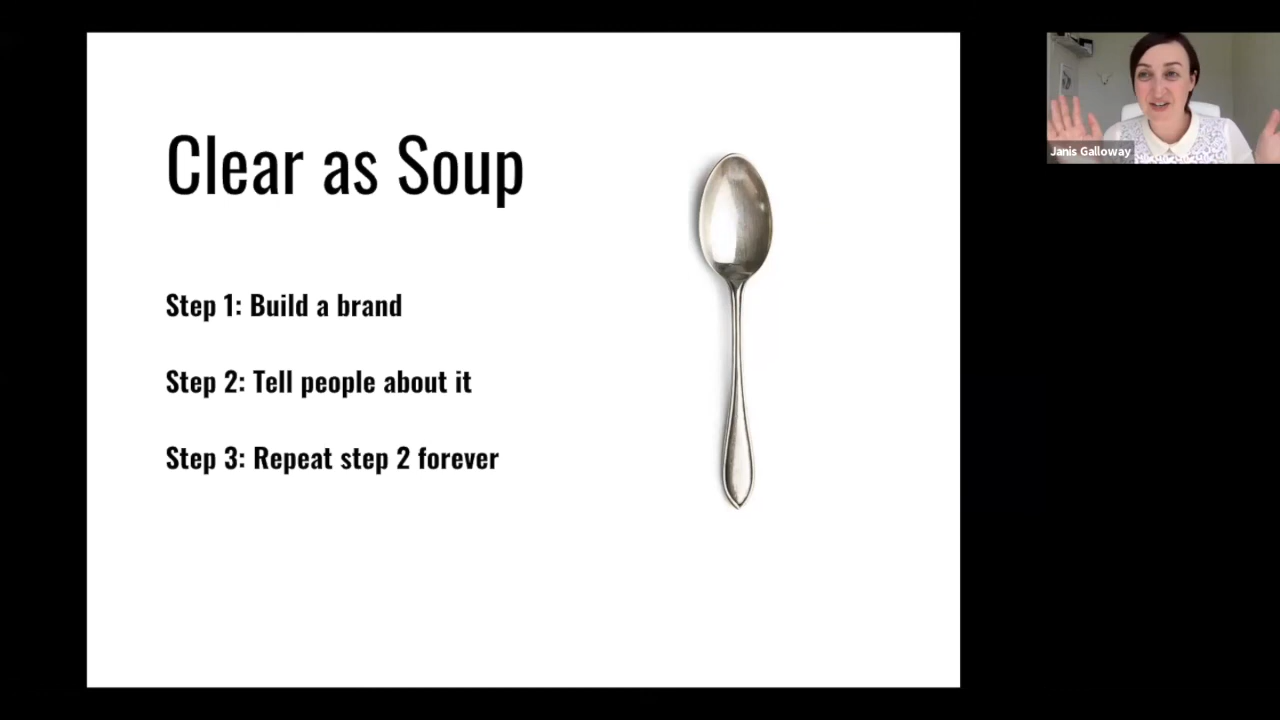 Clear as Soup
Step 1: Build a brand
Step 2: Tell people about it
Step 3: Repeat step 2 forever
Janis Galloway